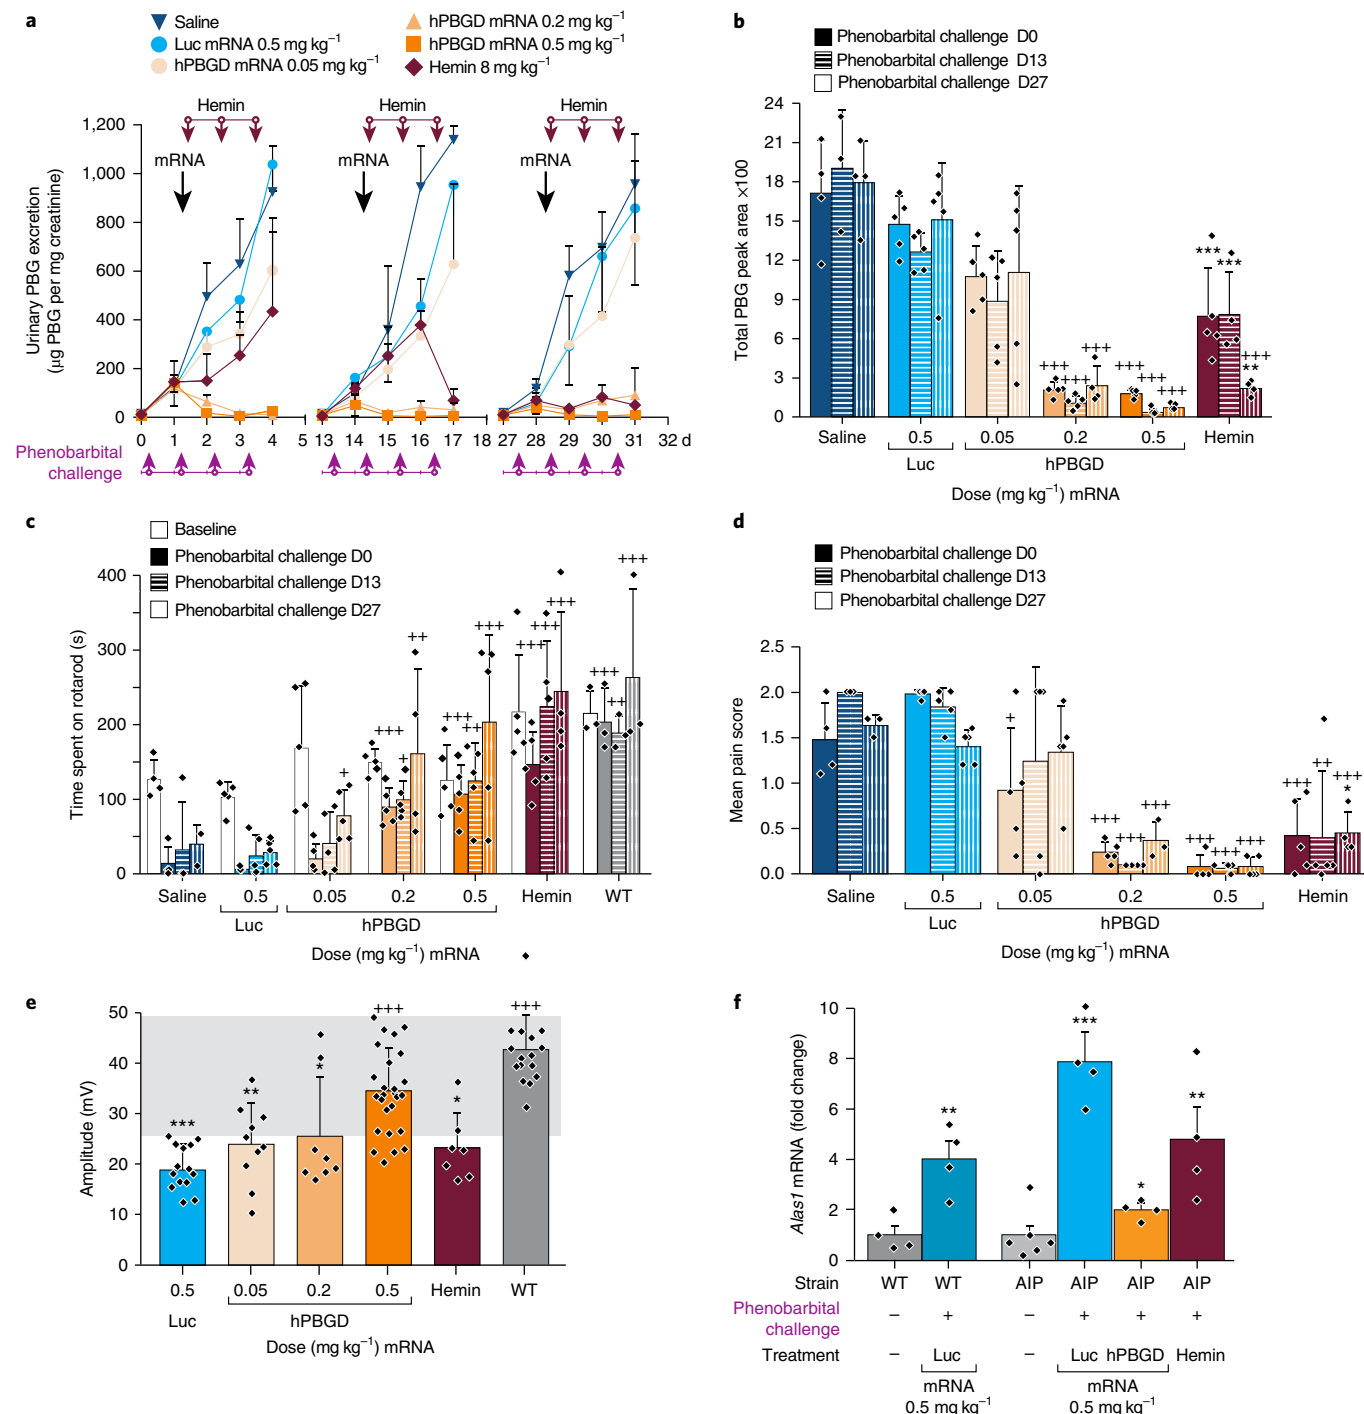 a
Saline
Luc mRNA 0.5 mg kg⁻¹
hPBGD mRNA 0.05 mg kg⁻¹
hPBGD mRNA 0.2 mg kg⁻¹
hPBGD mRNA 0.5 mg kg⁻¹
Hemin 8 mg kg⁻¹
Hemin Hemin Hemin
mRNA mRNA mRNA
Urinary PBG excretion
(µg PBG per mg creatinine)
1,200
1,000
800
600
400
200
0
0 1 2 3 4 5 13 14 15 16 17 18 27 28 29 30 31 32 d
Phenobarbital
challenge
b
Phenobarbital challenge D0
Phenobarbital challenge D13
Phenobarbital challenge D27
Total PBG peak area ×100
24
21
18
15
12
9
6
3
0
+++ +++ +++
+++ +++ +++
*** ***
+++
**
Saline 0.5 0.05 0.2 0.5 Hemin
Luc hPBGD
Dose (mg kg⁻¹) mRNA
c
Baseline
Phenobarbital challenge D0
Phenobarbital challenge D13
Phenobarbital challenge D27
Time spent on rotarod (s)
400
300
200
100
0
+
+++ + ++
+++ ++ +++
+++ +++ +++
+++ ++ +++
Saline 0.5 0.05 0.2 0.5 Hemin WT
Luc hPBGD
Dose (mg kg⁻¹) mRNA
d
Phenobarbital challenge D0
Phenobarbital challenge D13
Phenobarbital challenge D27
Mean pain score
2.5
2.0
1.5
1.0
0.5
0.0
+
+++ +++ +++
+++ +++ +++
+++ ++ +++
*
Saline 0.5 0.05 0.2 0.5 Hemin
Luc hPBGD
Dose (mg kg⁻¹) mRNA
e
Amplitude (mV)
50
40
30
20
10
0
*** ** * +++ * +++
0.5 0.05 0.2 0.5 Hemin WT
Luc hPBGD
Dose (mg kg⁻¹) mRNA
f
Alas1 mRNA (fold change)
10
8
6
4
2
0
** *** * **
Strain WT WT AIP AIP AIP AIP
Phenobarbital
challenge
– + – + + +
Treatment – Luc – Luc hPBGD Hemin
mRNA mRNA
0.5 mg kg⁻¹ 0.5 mg kg⁻¹